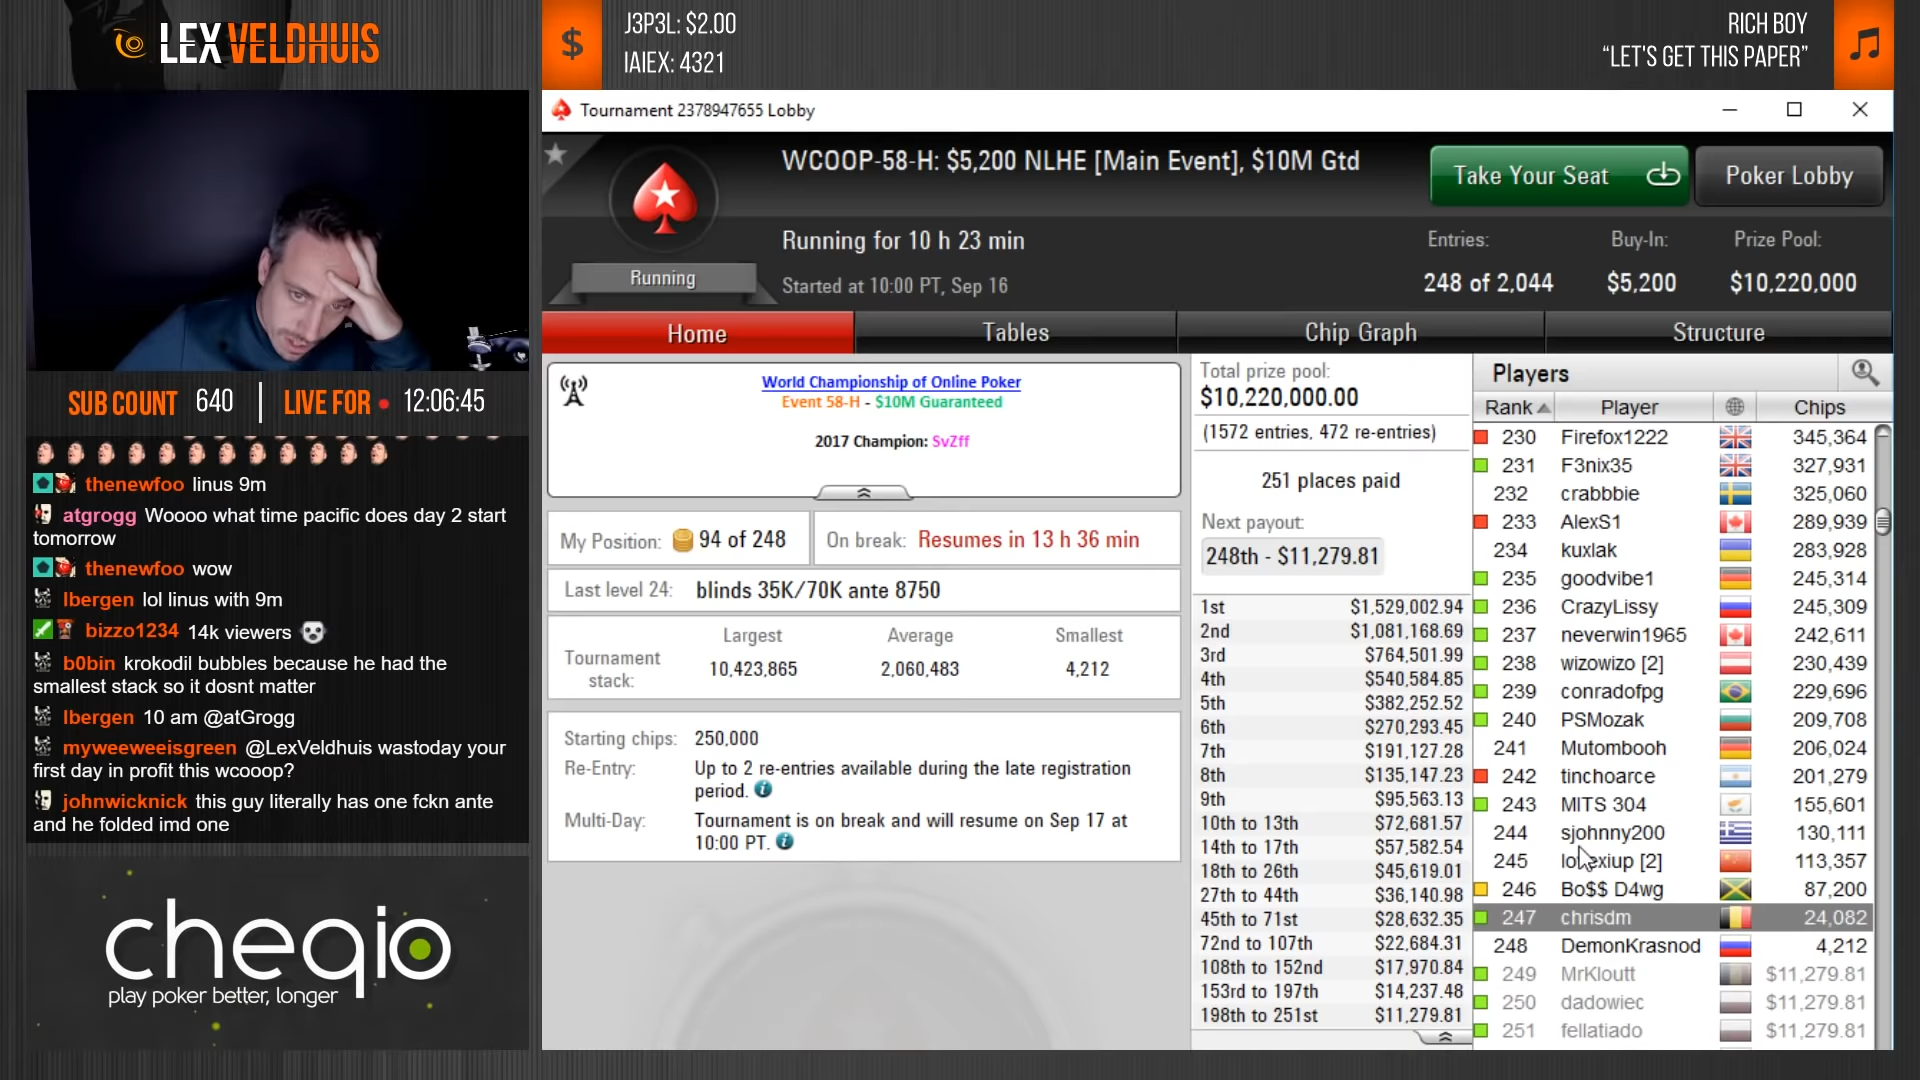 LEX VELDHUIS
$
J3P3L: $2.00
IAIEX: 4321
RICH BOY
“LET'S GET THIS PAPER”
SUB COUNT 640 | LIVE FOR 12:06:45
thenewfoo linus 9m
atgrogg Woooo what time pacific does day 2 start
tomorrow
thenewfoo wow
lbergen lol linus with 9m
bizzo1234 14k viewers
b0bin krokodil bubbles because he had the
smallest stack so it dosnt matter
lbergen 10 am @atGrogg
myweeweeisgreen @LexVeldhuis wastoday your
first day in profit this wcooop?
johnwicknick this guy literally has one fckn ante
and he folded imd one
cheqio
play poker better, longer
Tournament 2378947655 Lobby
WCOOP-58-H: $5,200 NLHE [Main Event], $10M Gtd
Take Your Seat
Poker Lobby
Running
Running for 10 h 23 min
Started at 10:00 PT, Sep 16
Entries: Buy-In: Prize Pool:
248 of 2,044 $5,200 $10,220,000
Home Tables Chip Graph Structure
World Championship of Online Poker
Event 58-H - $10M Guaranteed
2017 Champion: SvZff
My Position: 94 of 248
On break: Resumes in 13 h 36 min
Last level 24: blinds 35K/70K ante 8750
Largest Average Smallest
Tournament
stack: 10,423,865 2,060,483 4,212
Starting chips: 250,000
Re-Entry: Up to 2 re-entries available during the late registration
period.
Multi-Day: Tournament is on break and will resume on Sep 17 at
10:00 PT.
Total prize pool:
$10,220,000.00
(1572 entries, 472 re-entries)
251 places paid
Next payout:
248th - $11,279.81
1st $1,529,002.94
2nd $1,081,168.69
3rd $764,501.99
4th $540,584.85
5th $382,252.52
6th $270,293.45
7th $191,127.28
8th $135,147.23
9th $95,563.13
10th to 13th $72,681.57
14th to 17th $57,582.54
18th to 26th $45,619.01
27th to 44th $36,140.98
45th to 71st $28,632.35
72nd to 107th $22,684.31
108th to 152nd $17,970.84
153rd to 197th $14,237.48
198th to 251st $11,279.81
Players
Rank Player Chips
230 Firefox1222 345,364
231 F3nix35 327,931
232 crabbbie 325,060
233 AlexS1 289,939
234 kuxlak 283,928
235 goodvibe1 245,314
236 CrazyLissy 245,309
237 neverwin1965 242,611
238 wizowizo [2] 230,439
239 conradofpg 229,696
240 PSMozak 209,708
241 Mutombooh 206,024
242 tinchoarce 201,279
243 MITS 304 155,601
244 sjohnny200 130,111
245 [2] 113,357
246 Bo$$ D4wg 87,200
247 chrisdm 24,082
248 DemonKrasnod 4,212
249 MrKloutt $11,279.81
250 dadowiec $11,279.81
251 fellatiado $11,279.81